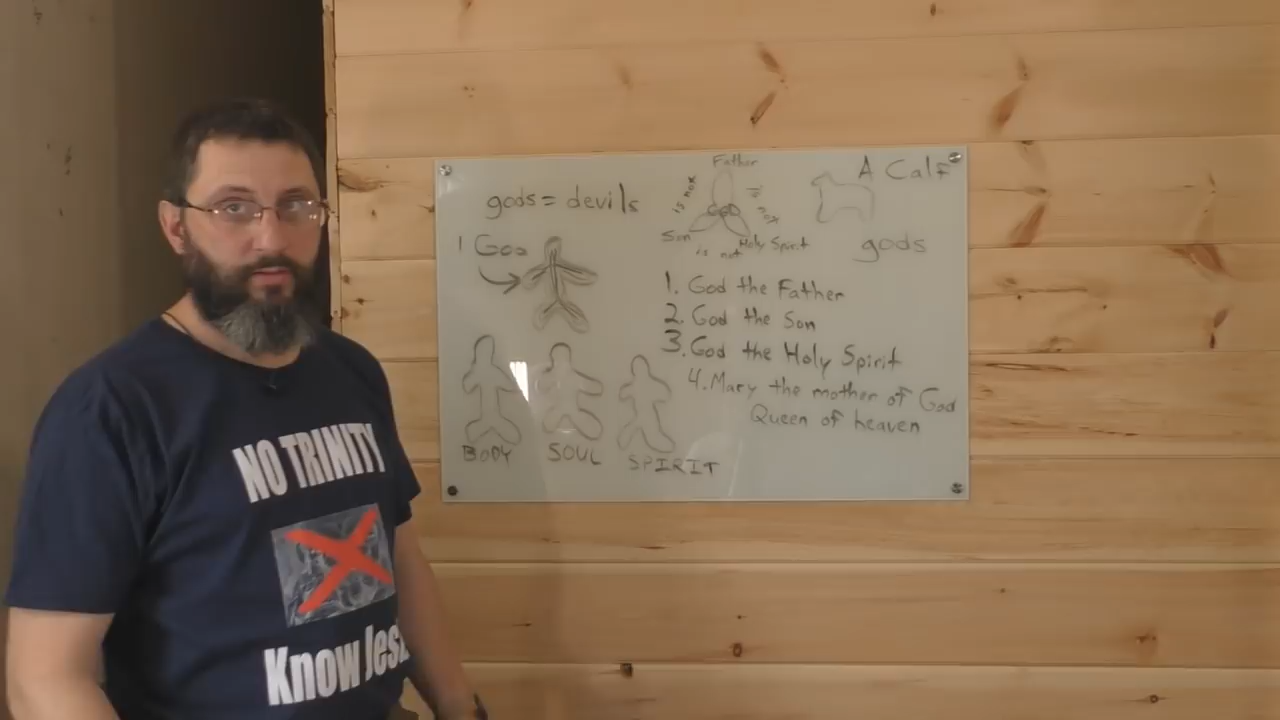 gods = devils
1 God
BODY SOUL SPIRIT
Father
is not
is not
Son
is not
Holy Spirit
God
A Calf
gods
1. God the Father
2. God the Son
3. God the Holy Spirit
4. Mary the mother of God
Queen of heaven
NO TRINITY
Know